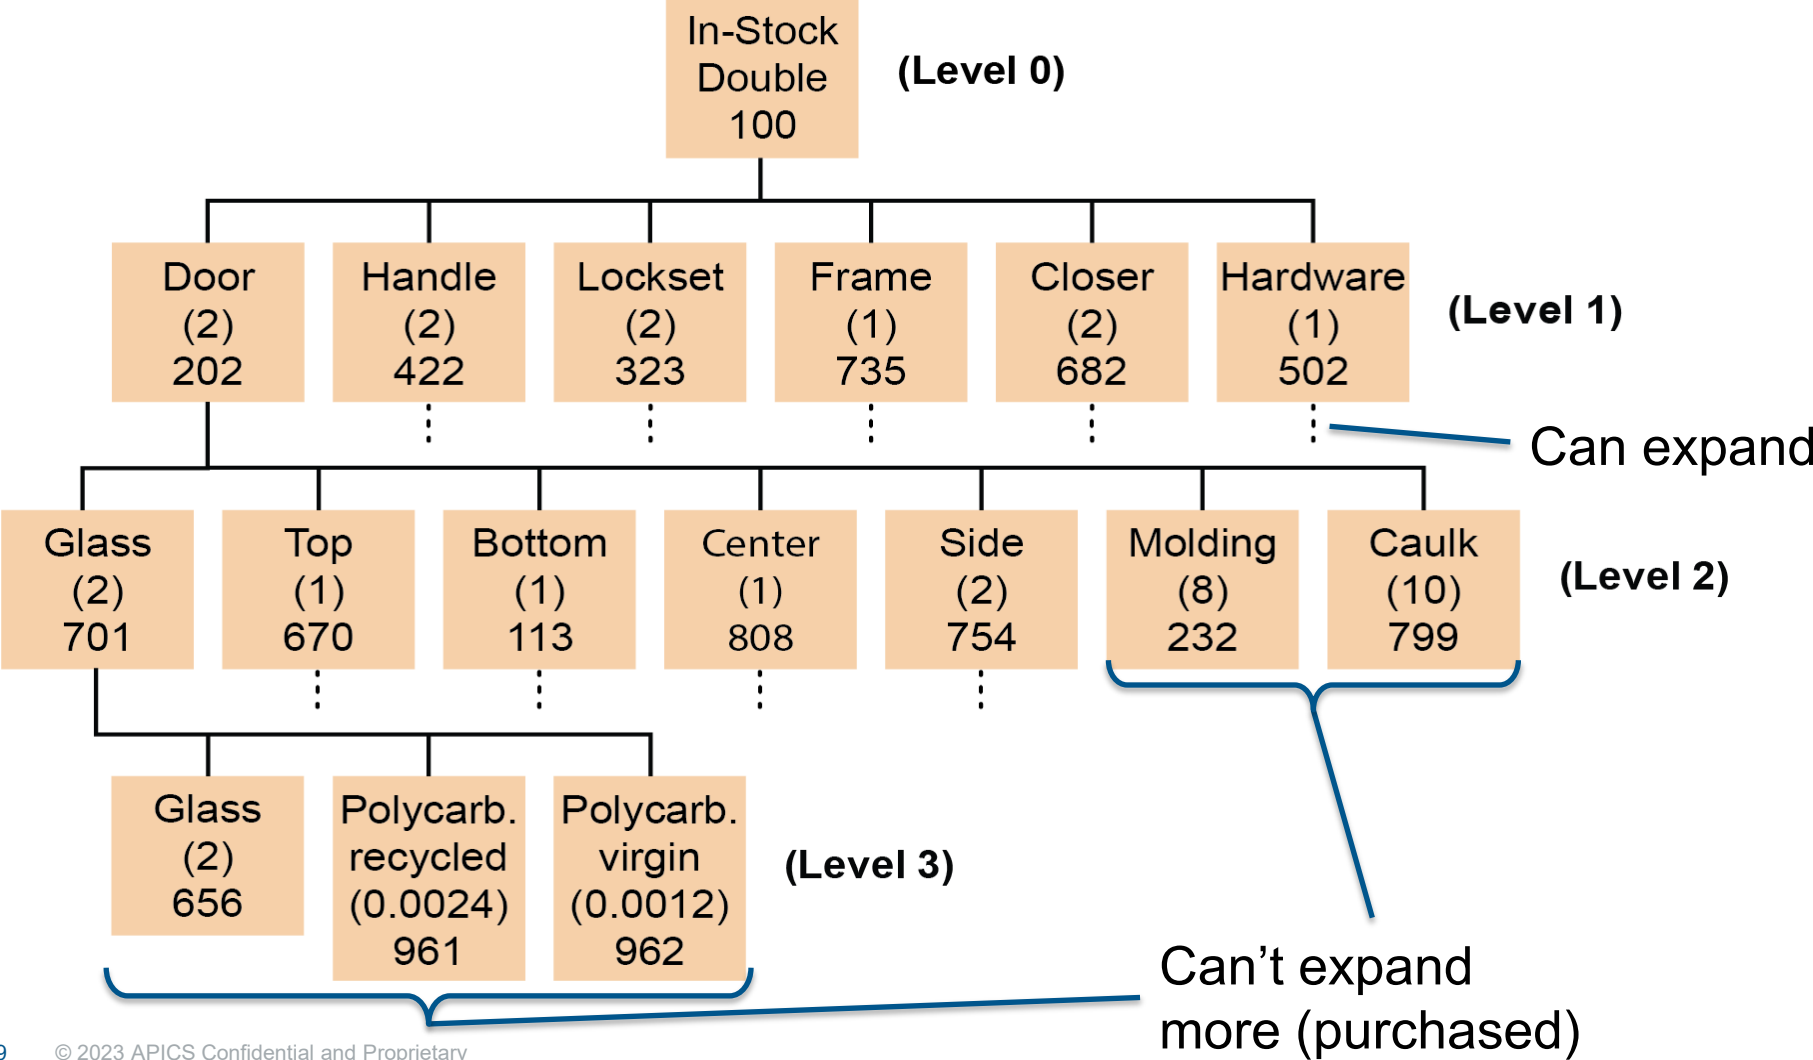 In-Stock
Double
100
(Level 0)
Door
(2)
202
Handle
(2)
422
Lockset
(2)
323
Frame
(1)
735
Closer
(2)
682
Hardware
(1)
502
(Level 1)
Can expand
Glass
(2)
701
Top
(1)
670
Bottom
(1)
113
Center
(1)
808
Side
(2)
754
Molding
(8)
232
Caulk
(10)
799
(Level 2)
Glass
(2)
656
Polycarb.
recycled
(0.0024)
961
Polycarb.
virgin
(0.0012)
962
(Level 3)
Can’t expand
more (purchased)
9 © 2023 APICS Confidential and Proprietary